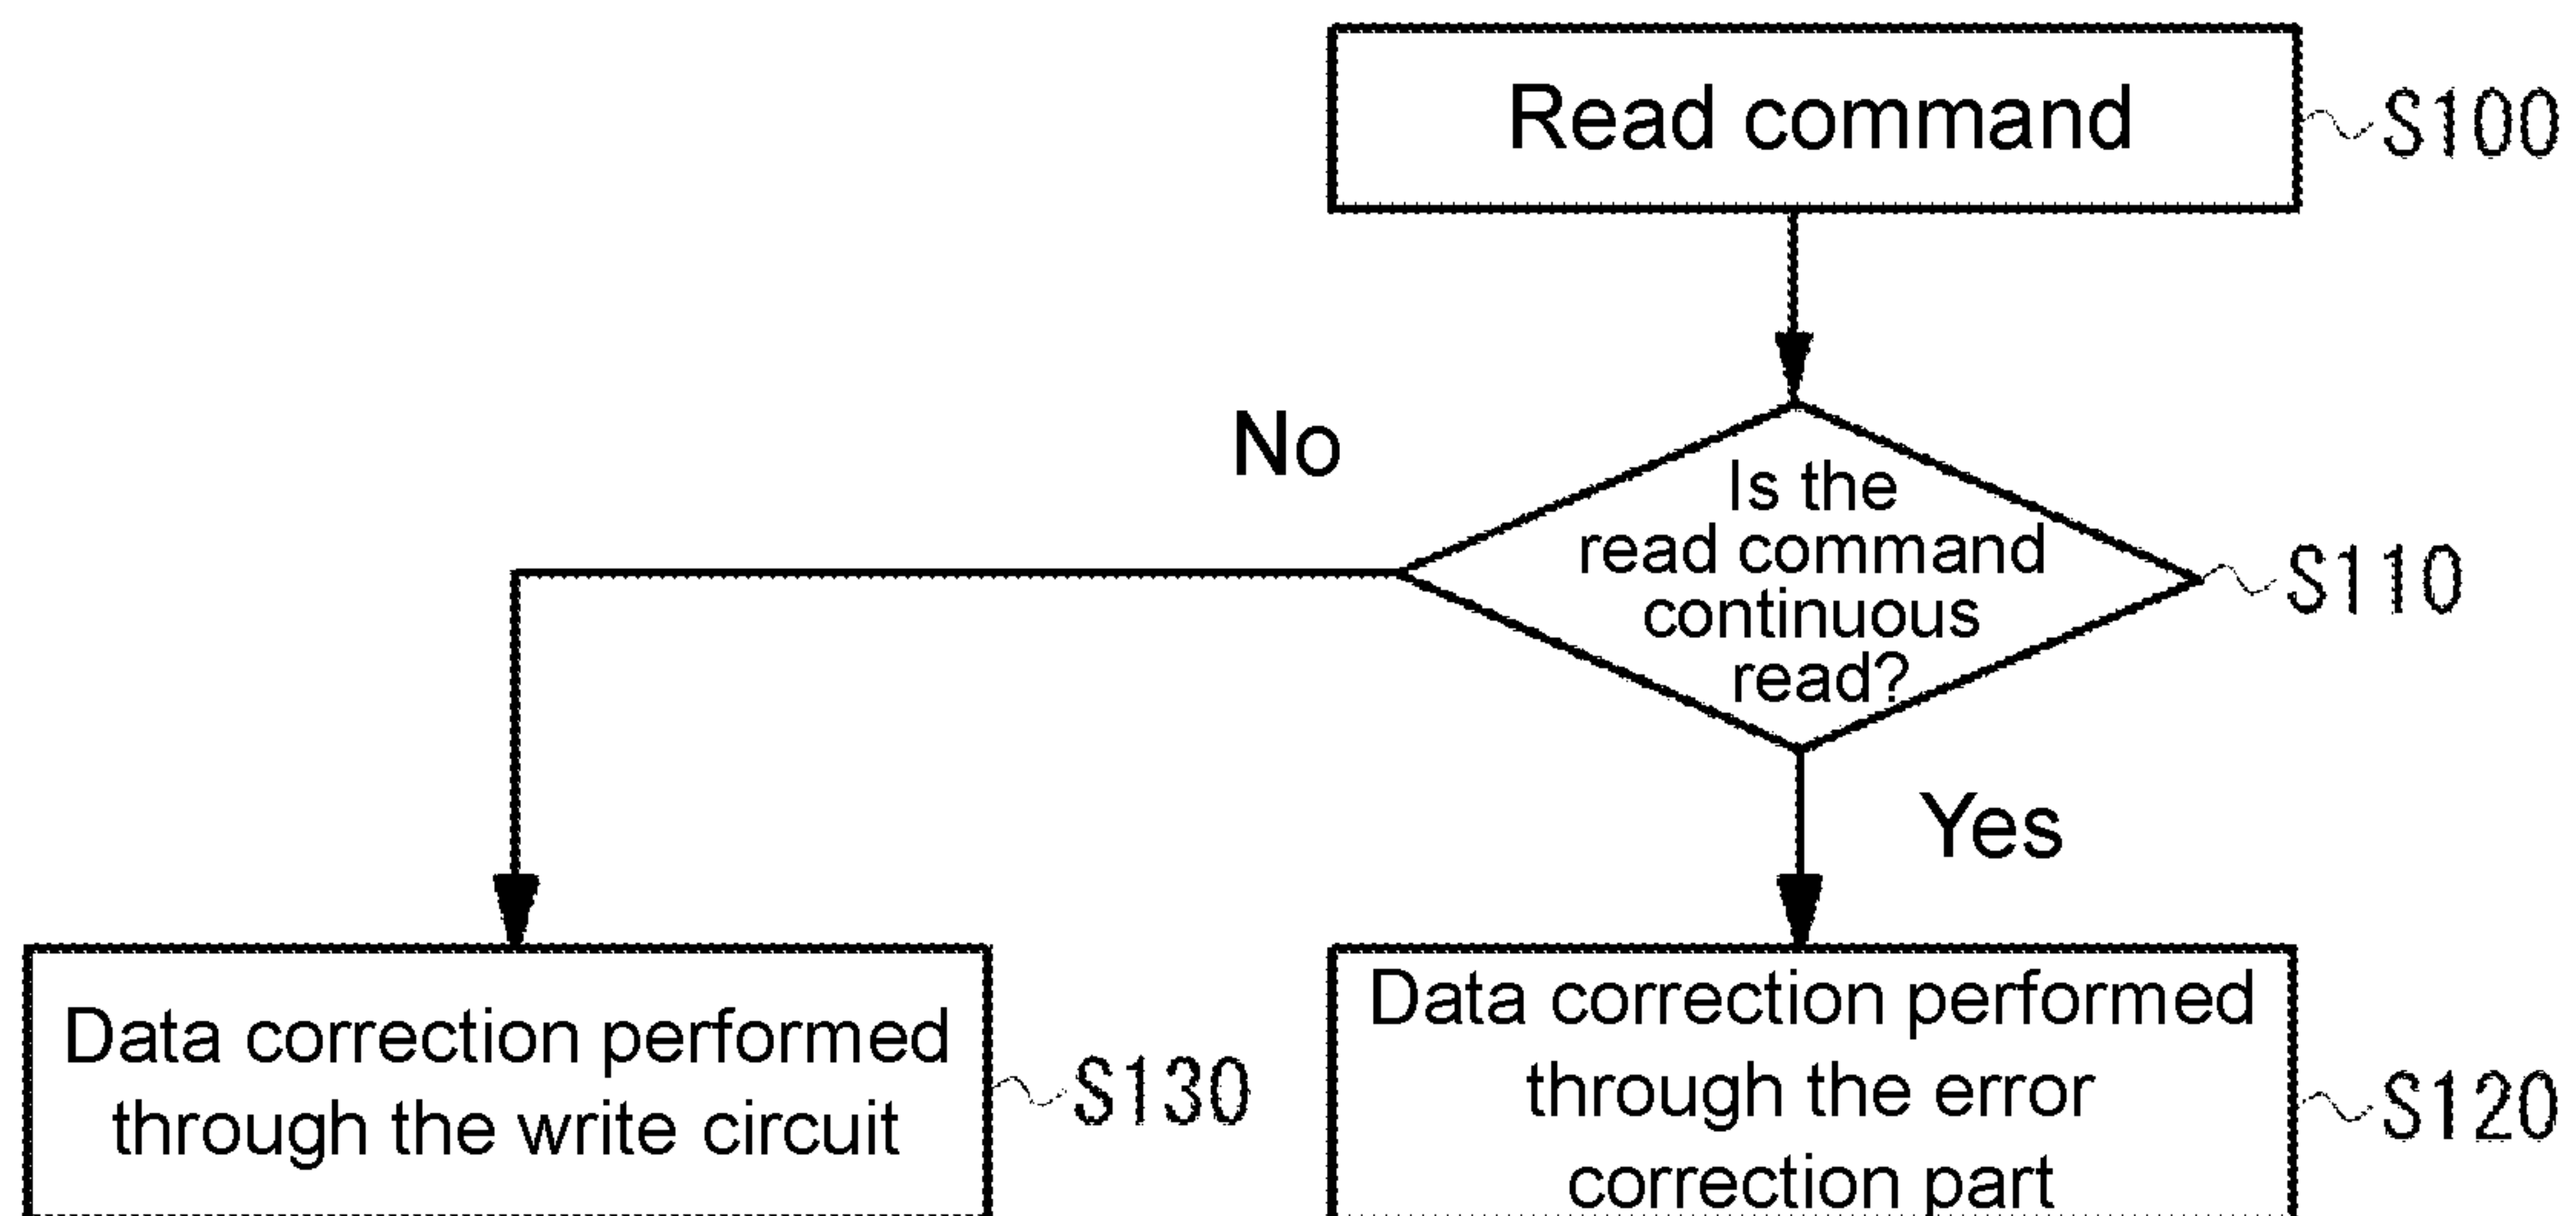 Read command
S100
No
Is the
read command
continuous
read?
S110
Yes
Data correction performed
through the write circuit
S130
Data correction performed
through the error
correction part
S120